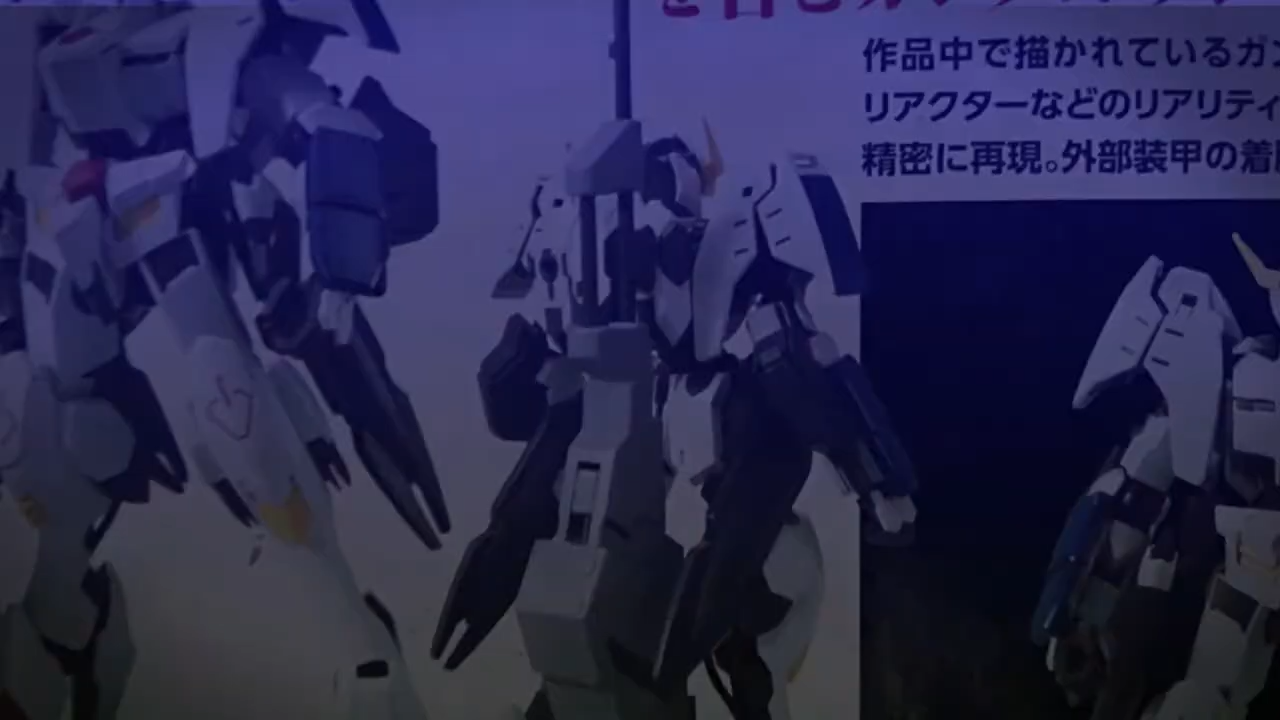 作品中で描かれているガン
リアクターなどのリアリティ
精密に再現。外部装甲の着